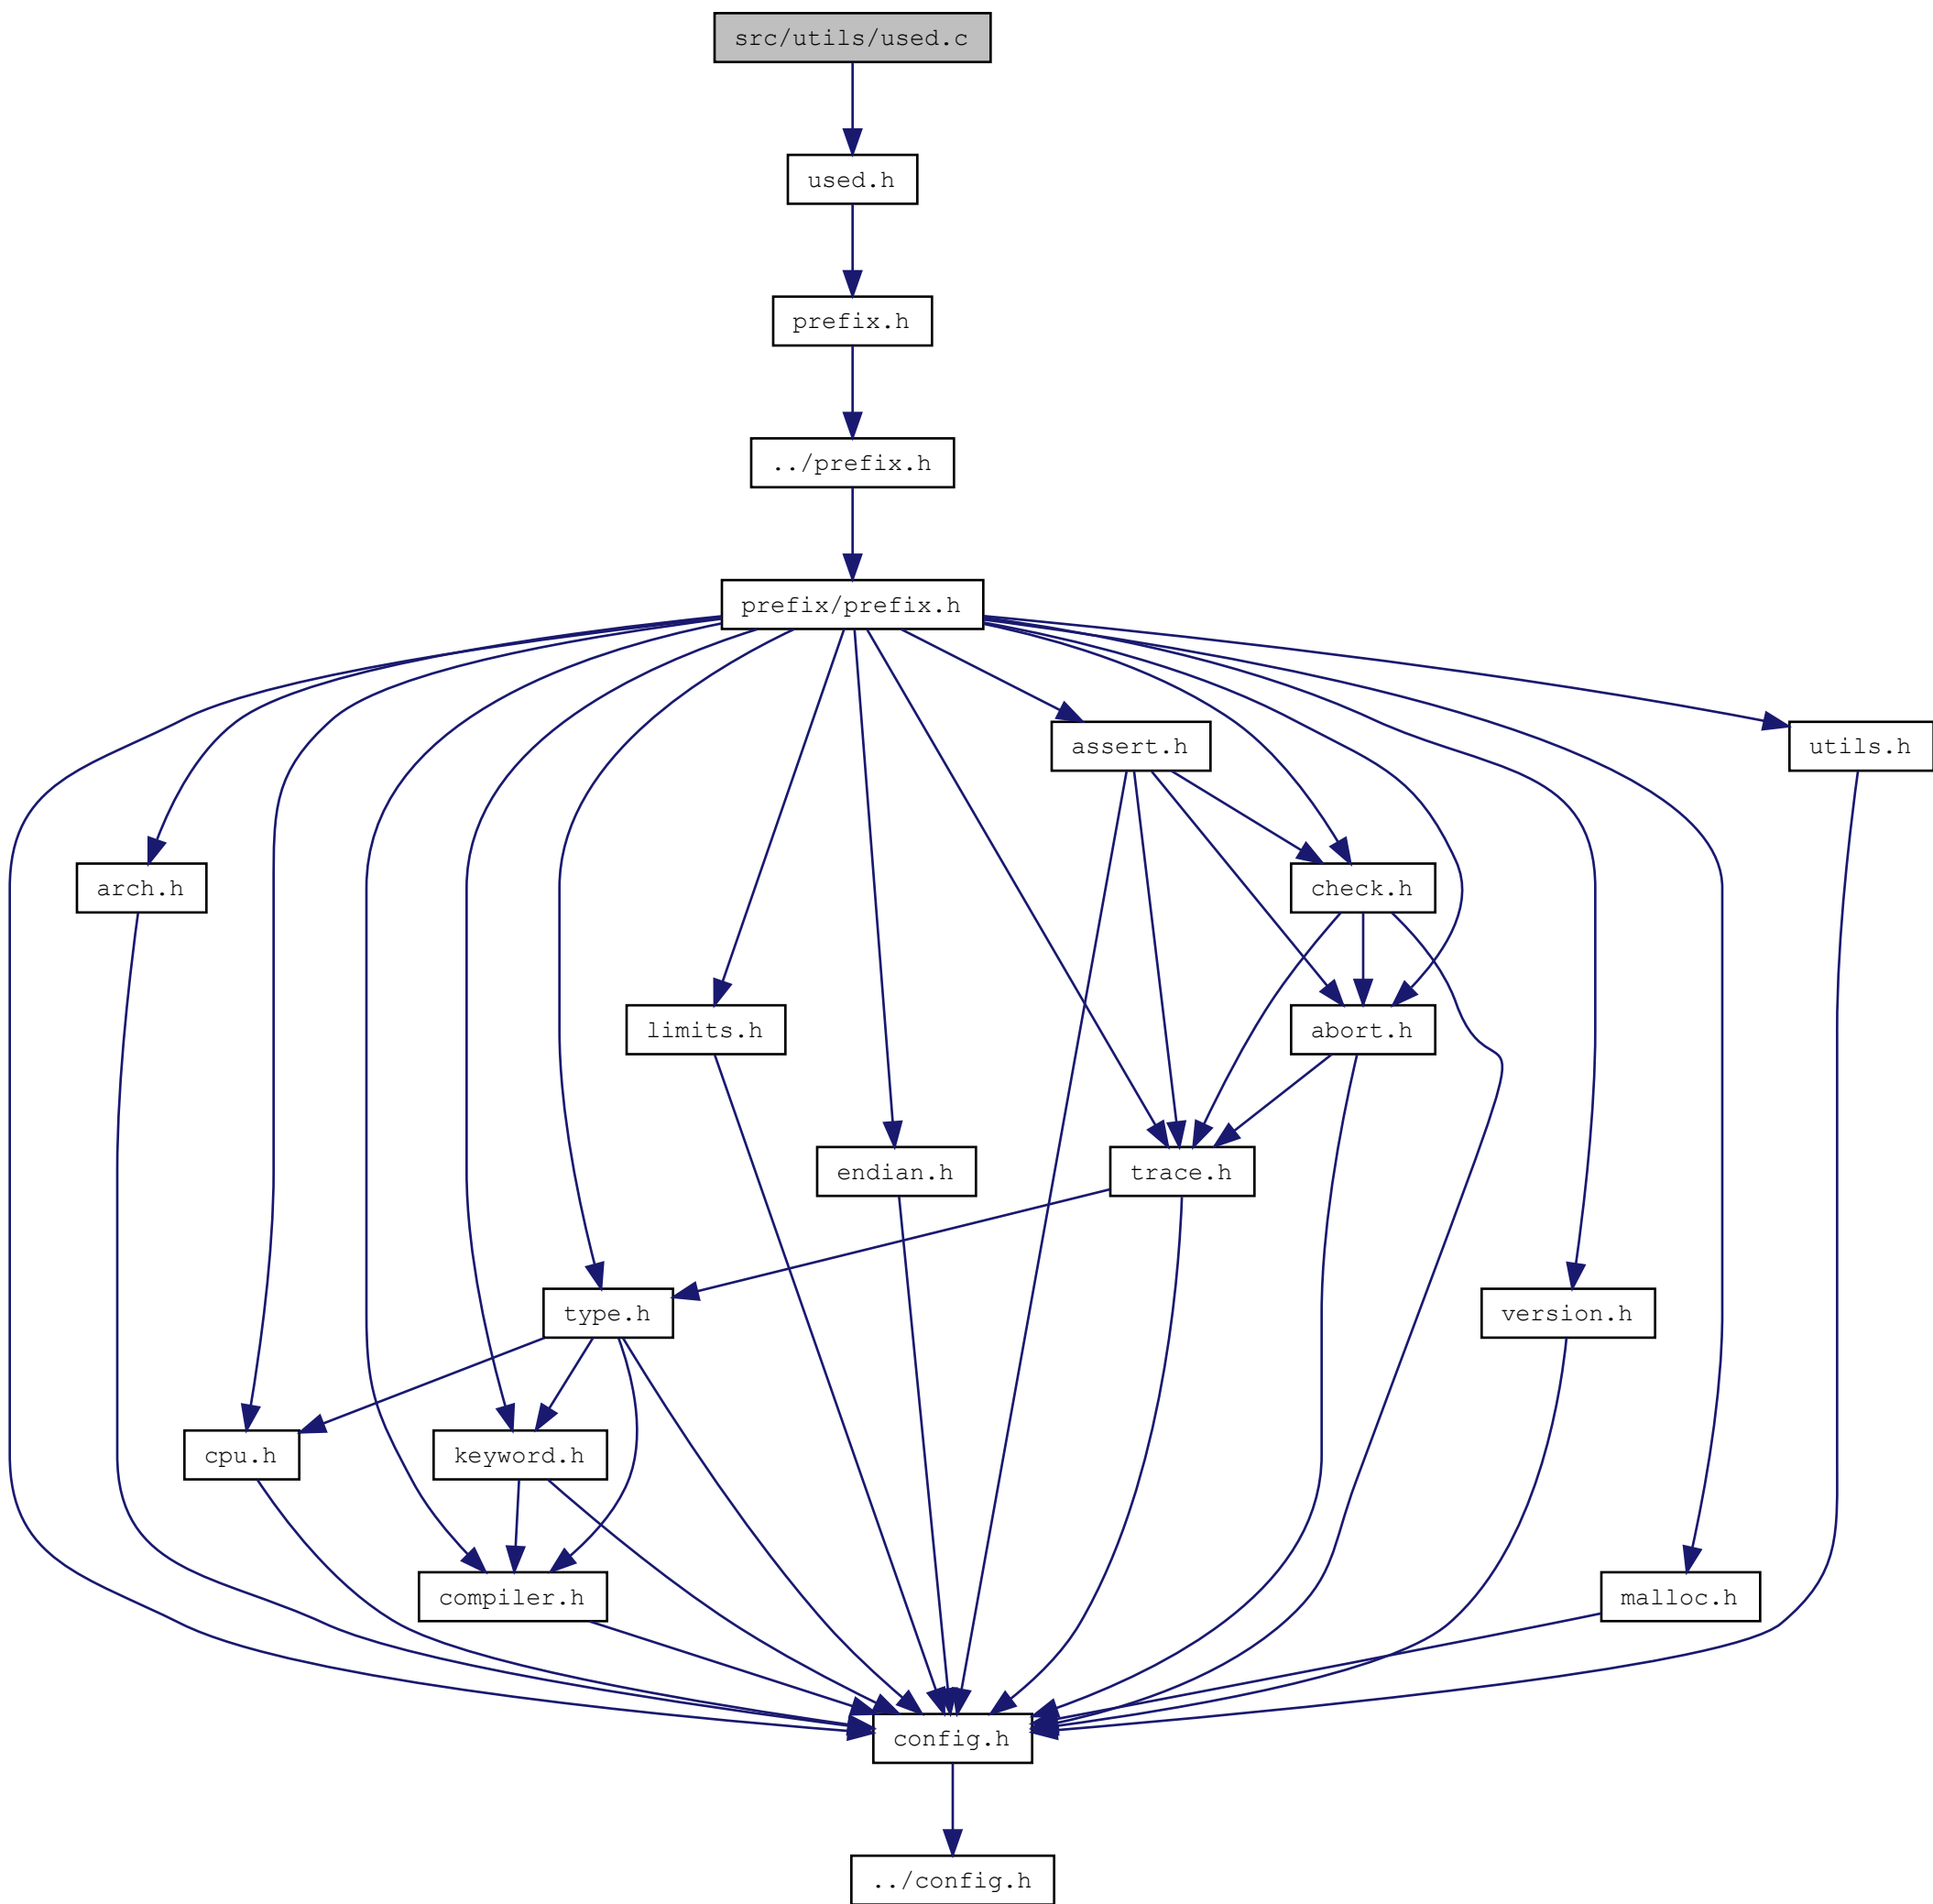 src/utils/used.c
used.h
prefix.h
../prefix.h
prefix/prefix.h
assert.h
utils.h
arch.h
check.h
limits.h
abort.h
endian.h
trace.h
type.h
version.h
cpu.h
keyword.h
compiler.h
malloc.h
config.h
../config.h